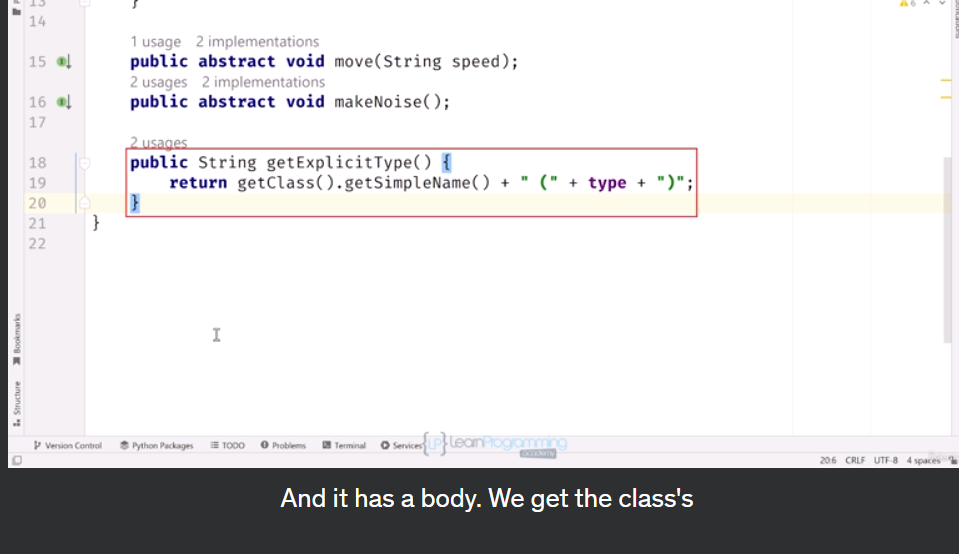 13 }
14
1 usage 2 implementations
15 public abstract void move(String speed);
2 usages 2 implementations
16 public abstract void makeNoise();
17
2 usages
18 public String getExplicitType() {
19 return getClass().getSimpleName() + " (" + type + ")";
20 }
21 }
22
6
Bookmarks
Structure
Version Control Python Packages TODO Problems Terminal Services
{LP} LearnProgramming
academy
20:6 CRLF UTF-8 4 spaces
And it has a body. We get the class's